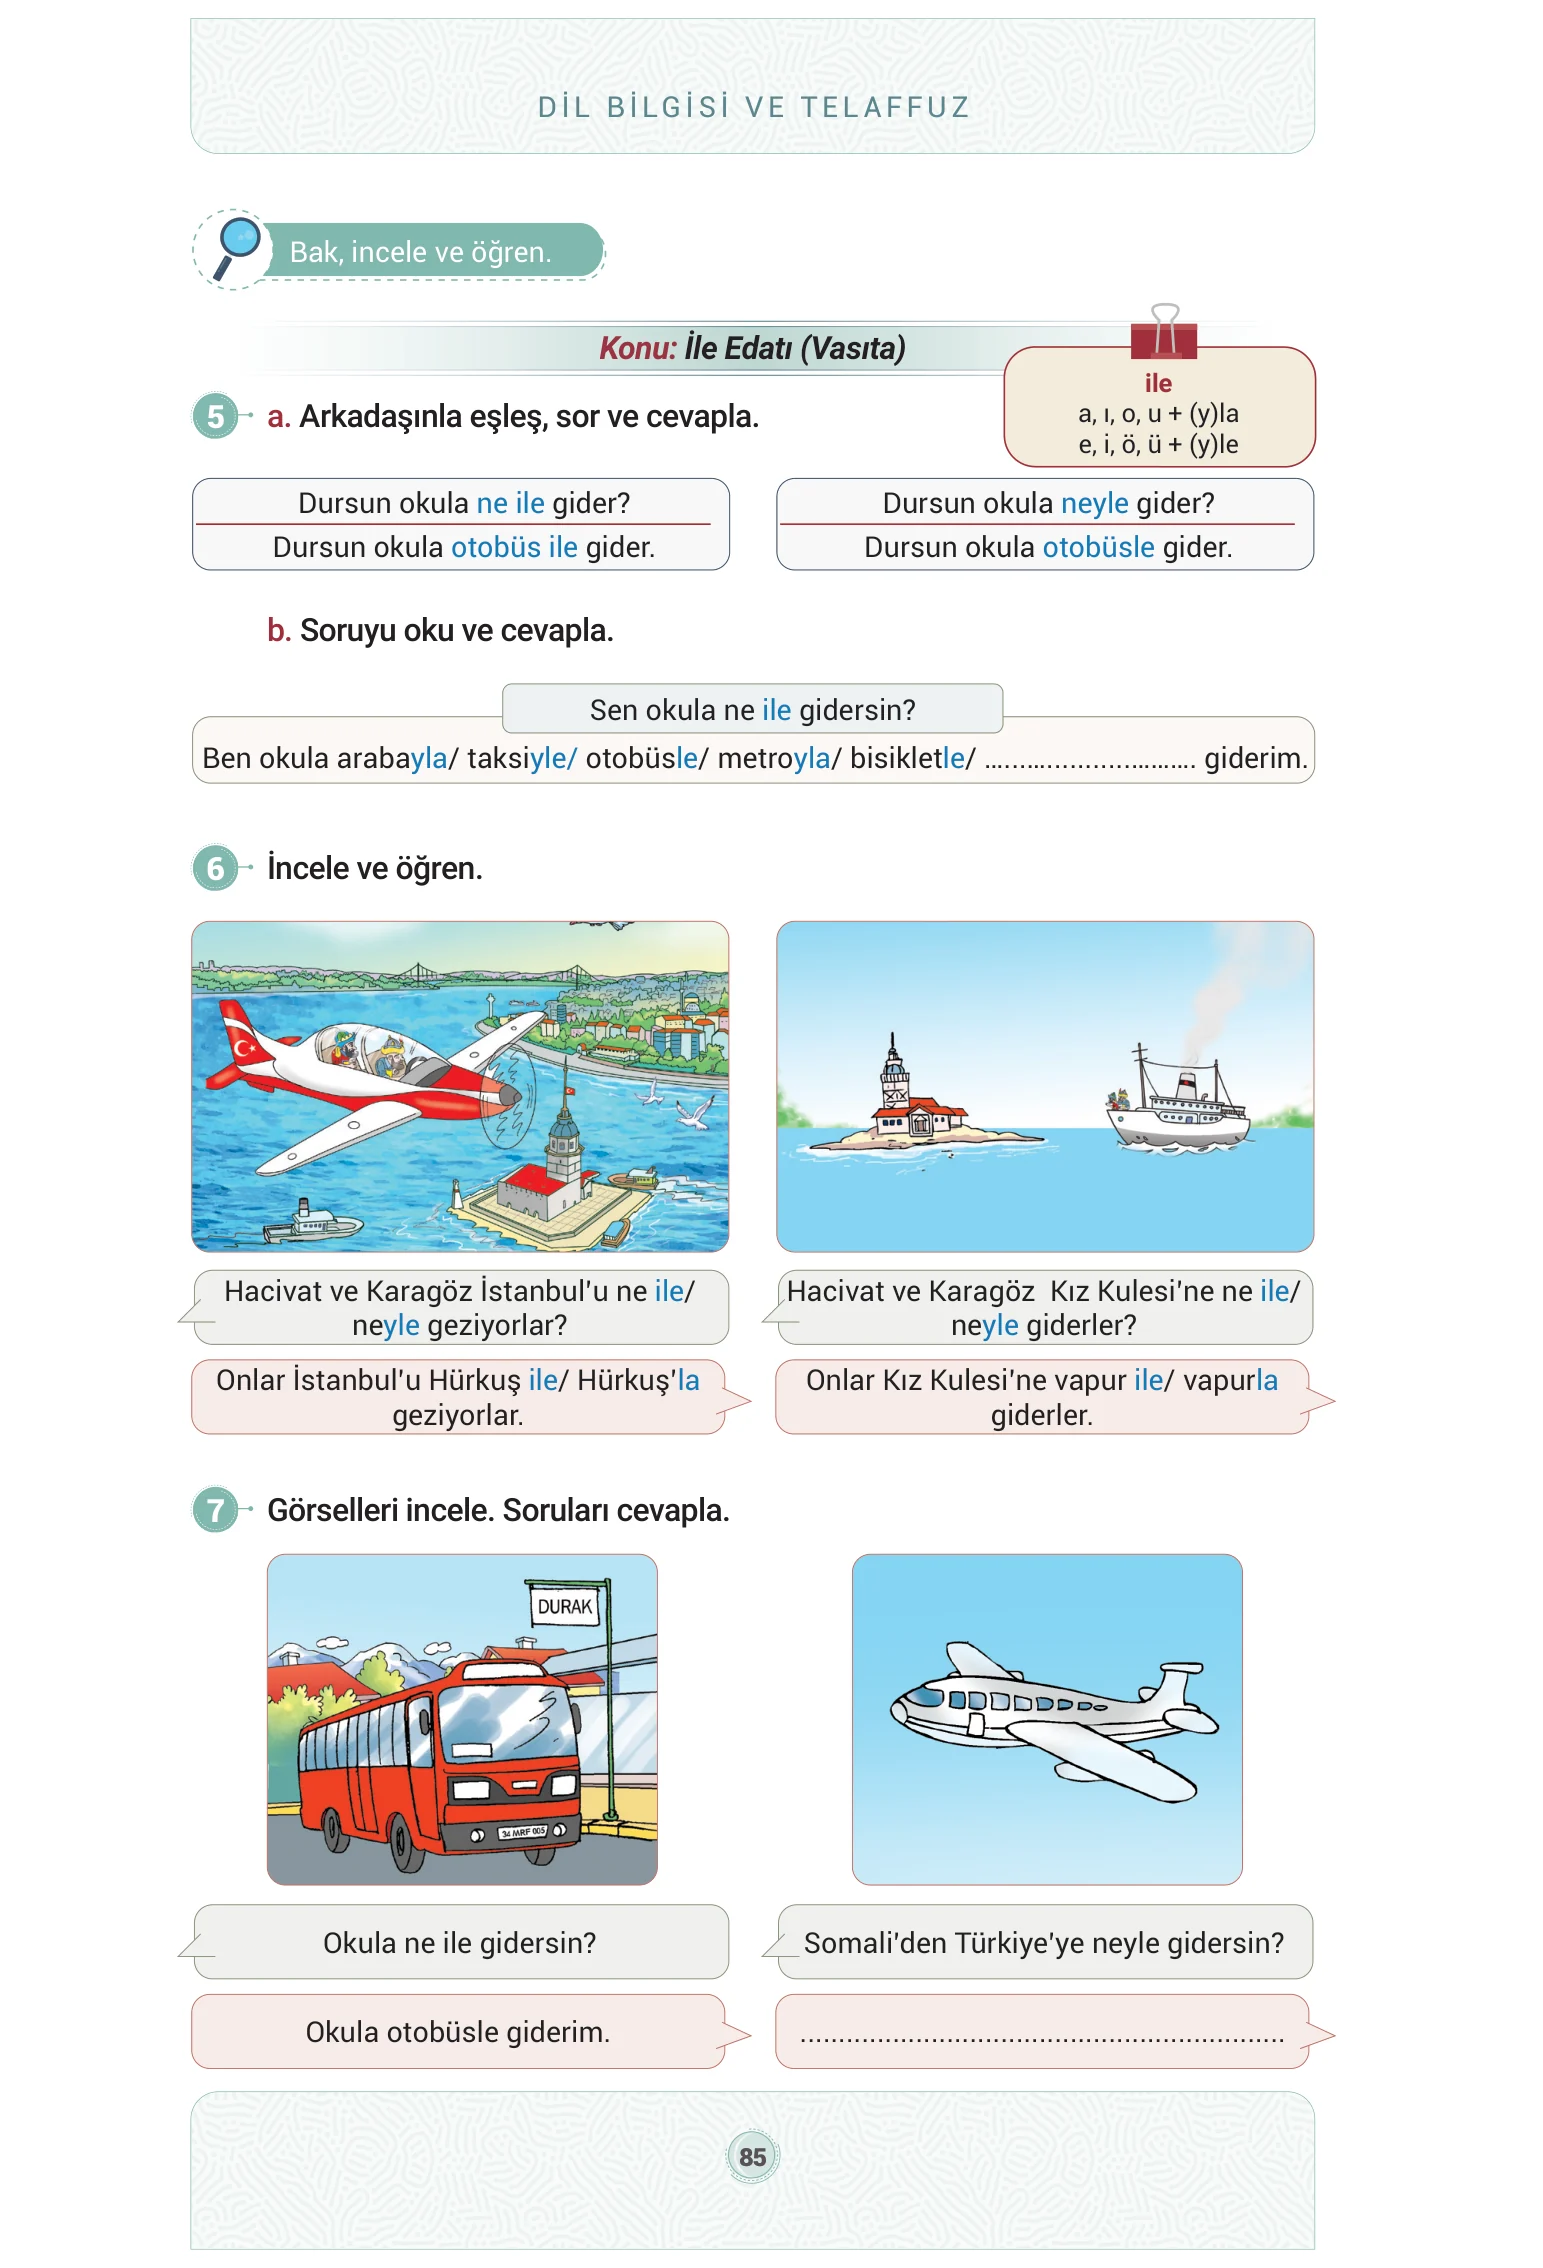 DİL BİLGİSİ VE TELAFFUZ
Bak, incele ve öğren.
Konu: İle Edatı (Vasıta)
ile
a, ı, o, u + (y)la
e, i, ö, ü + (y)le
5 a. Arkadaşınla eşleş, sor ve cevapla.
Dursun okula ne ile gider?
Dursun okula otobüs ile gider.
Dursun okula neyle gider?
Dursun okula otobüsle gider.
b. Soruyu oku ve cevapla.
Sen okula ne ile gidersin?
Ben okula arabayla/ taksiyle/ otobüsle/ metroyla/ bisikletle/ .......................... giderim.
6 İncele ve öğren.
Hacivat ve Karagöz İstanbul'u ne ile/
neyle geziyorlar?
Onlar İstanbul'u Hürkuş ile/ Hürkuş'la
geziyorlar.
Hacivat ve Karagöz Kız Kulesi'ne ne ile/
neyle giderler?
Onlar Kız Kulesi'ne vapur ile/ vapurla
giderler.
7 Görselleri incele. Soruları cevapla.
DURAK
34 MRF 005
Okula ne ile gidersin?
Okula otobüsle giderim.
Somali'den Türkiye'ye neyle gidersin?
..............................................................
85